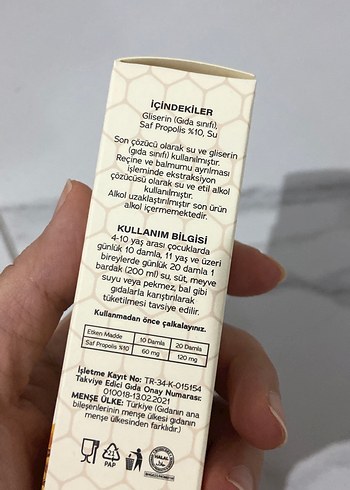 İÇİNDEKİLER
Gliserin (Gıda sınıfı),
Saf Propolis %10, Su
Son çözücü olarak su ve gliserin
(gıda sınıfı) kullanılmıştır.
Reçine ve balmumu ayrılması
işleminde ekstraksiyon
çözücüsü olarak su ve etil alkol
kullanılmıştır.
Alkol uzaklaştırılmıştır son ürün
alkol içermemektedir.
KULLANIM BİLGİSİ
4-10 yaş arası çocuklarda
günlük 10 damla, 11 yaş ve üzeri
bireylerde günlük 20 damla 1
bardak (200 ml) su, süt, meyve
suyu veya pekmez, bal gibi
gıdalarla karıştırılarak
tüketilmesi tavsiye edilir.
Kullanmadan önce çalkalayınız.
Etken Madde 10 Damla 20 Damla
Saf Propolis %10 60 mg 120 mg
İşletme Kayıt No: TR-34-K-015154
Takviye Edici Gıda Onay Numarası:
010018-13.02.2021
MENŞE ÜLKE: Türkiye (Gıdanın ana
bileşenlerinin menşe ülkesi gıdanın
menşe ülkesinden farklıdır.)
21
PAP
HALAL